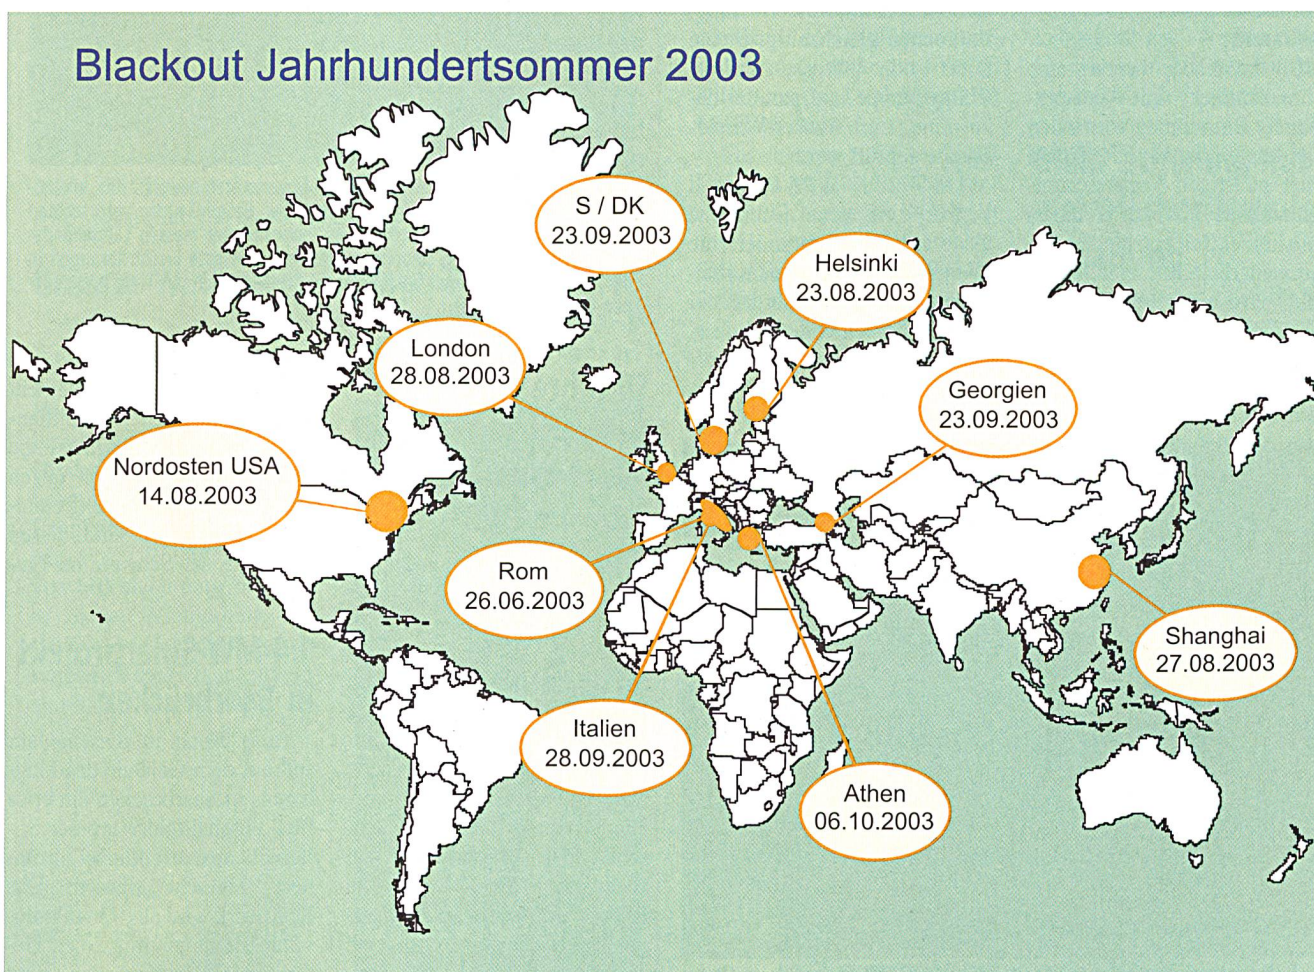 Blackout Jahrhundertsommer 2003
S / DK
23.09.2003
Helsinki
23.08.2003
London
28.08.2003
Georgien
23.09.2003
Nordosten USA
14.08.2003
Rom
26.06.2003
Shanghai
27.08.2003
Italien
28.09.2003
Athen
06.10.2003